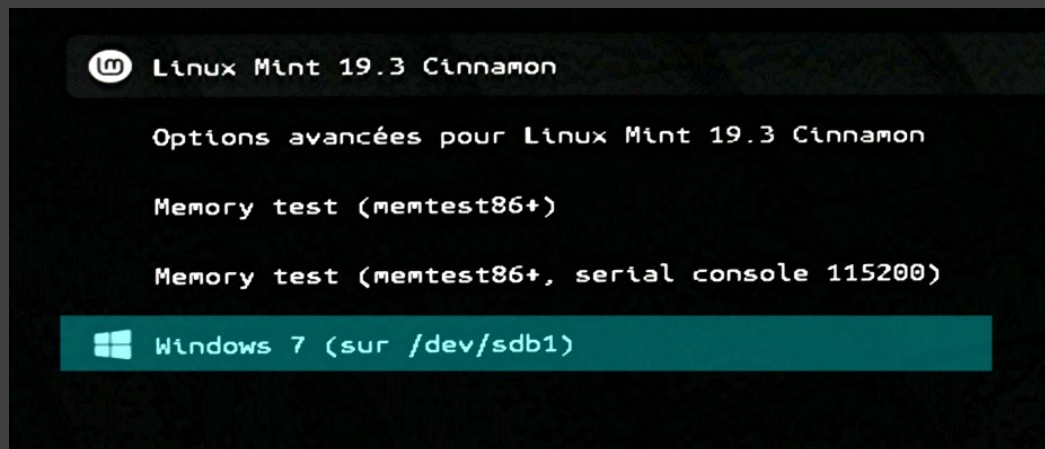 Linux Mint 19.3 Cinnamon
Options avancées pour Linux Mint 19.3 Cinnamon
Memory test (memtest86+)
Memory test (memtest86+, serial console 115200)
Windows 7 (sur /dev/sdb1)